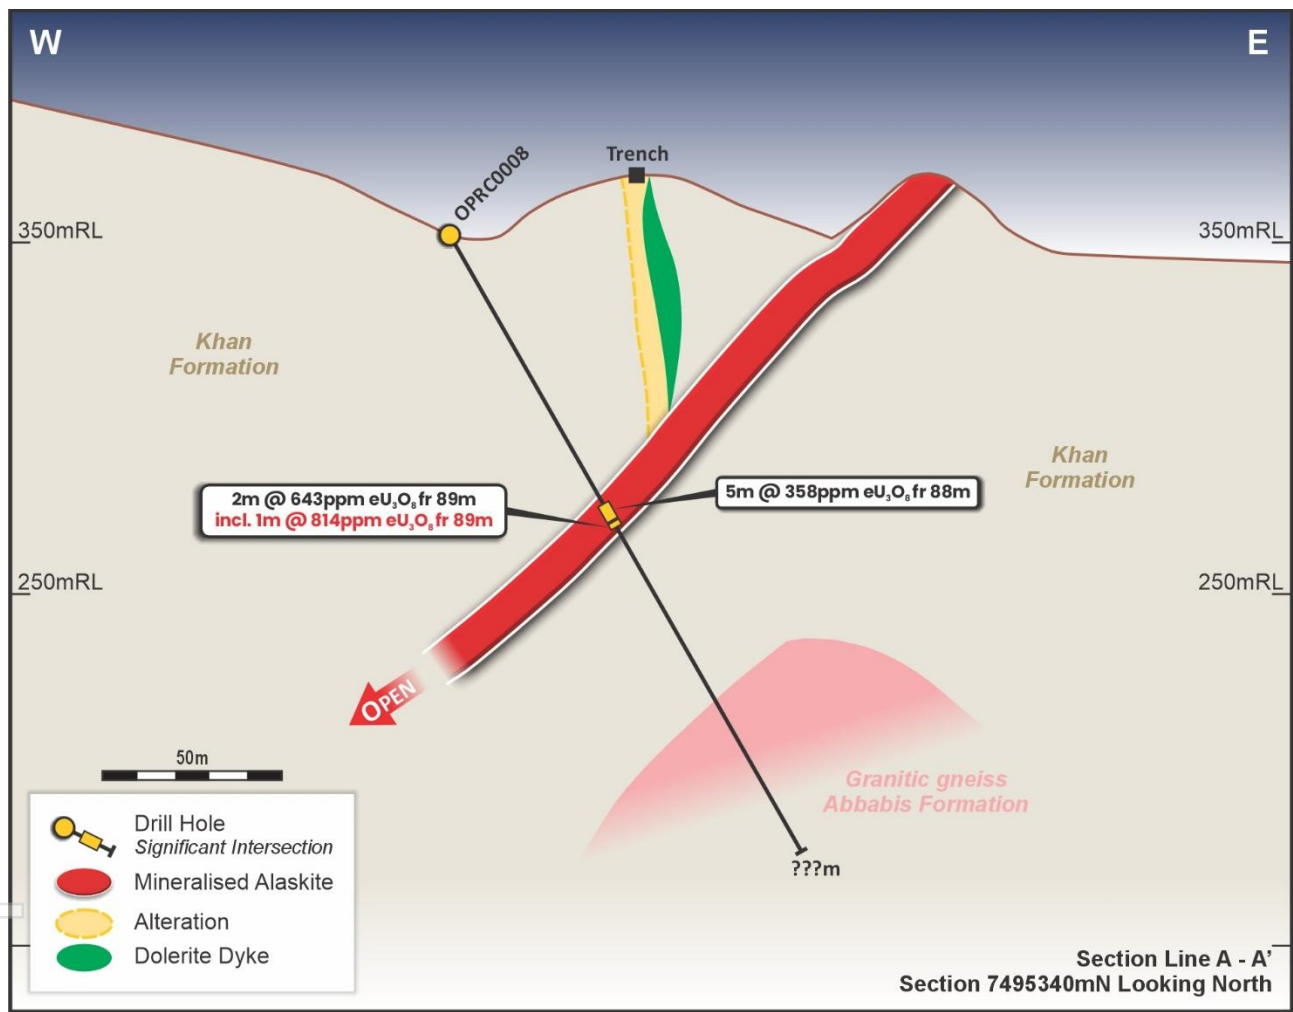 W
E
OPRC0008
Trench
350mRL
350mRL
Khan
Formation
Khan
Formation
2m @ 643ppm eU₃O₈fr 89m
incl. 1m @ 814ppm eU₃O₈fr 89m
5m @ 358ppm eU₃O₈fr 88m
250mRL
250mRL
OPEN
50m
Granitic gneiss
Abbabis Formation
???m
Drill Hole
Significant Intersection
Mineralised Alaskite
Alteration
Dolerite Dyke
Section Line A - A’
Section 7495340mN Looking North